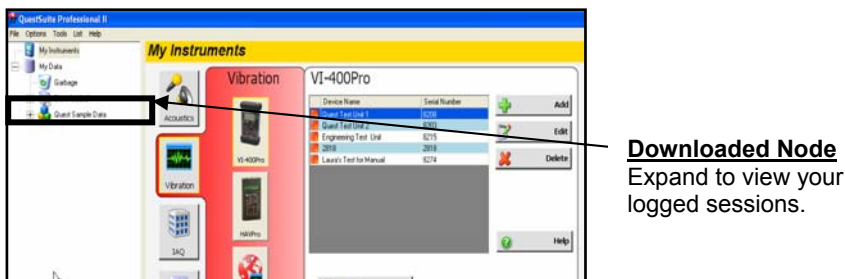 QuestSuite Professional II
File Options Tools List Help
My Instruments
My Data
Garbage
Quest Sample Data
My Instruments
Acoustics
Vibration
IAQ
Vibration
VI-400Pro
HAVPro
VI-400Pro
Device Name Serial Number
Quest Test Unit 1 8208
Quest Test Unit 2 8203
Engineering Test Unit 8215
2818 2818
Laura's Test for Manual 8274
Add
Edit
Delete
Help
Downloaded Node
Expand to view your
logged sessions.